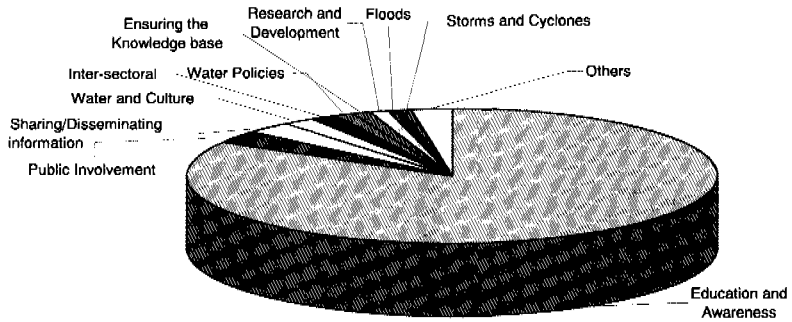 Ensuring the
Knowledge base
Research and
Development
Floods
Storms and Cyclones
Inter-sectoral
Water Policies
Others
Water and Culture
Sharing/Disseminating
information
Public Involvement
Education and
Awareness